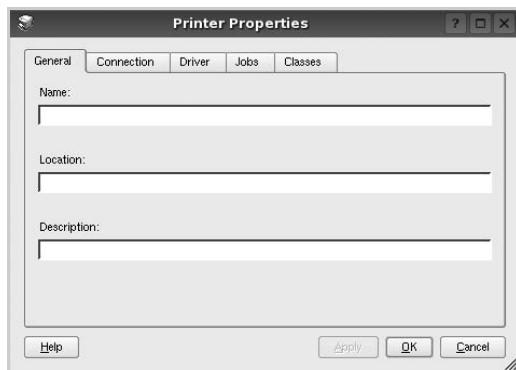 Printer Properties
General Connection Driver Jobs Classes
Name:
Location:
Description:
Help Apply OK Cancel